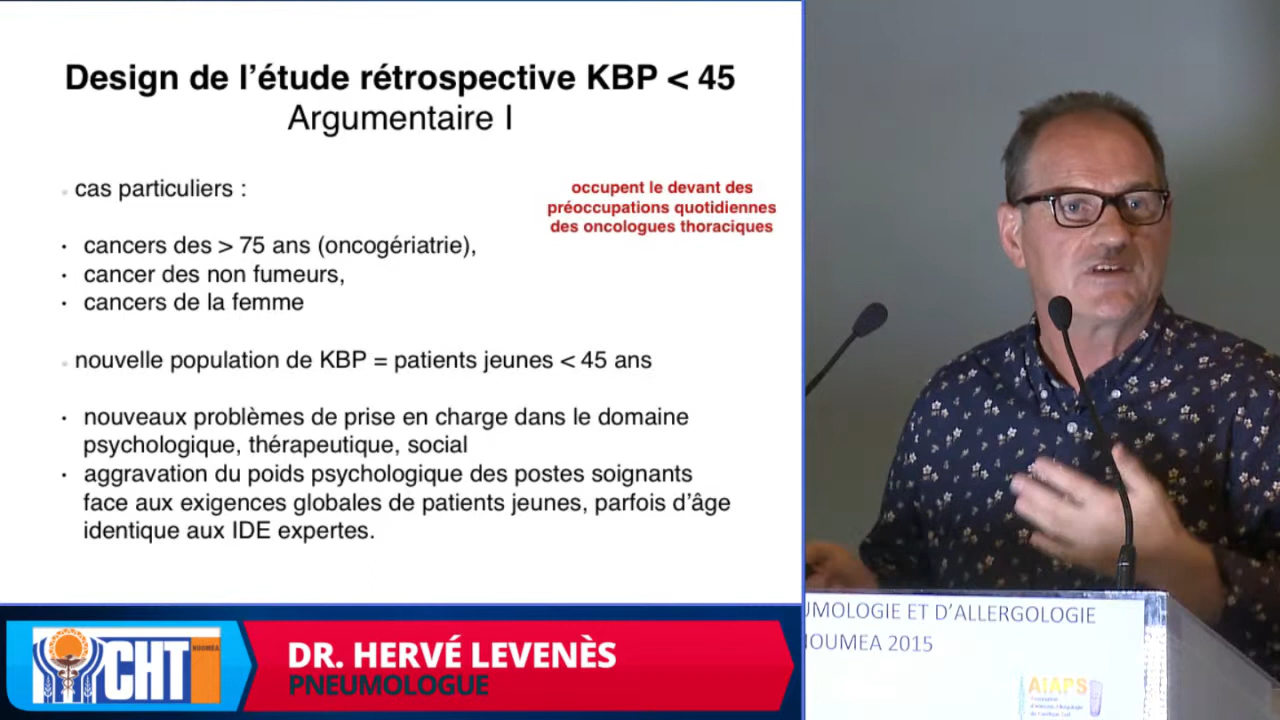 Design de l'étude rétrospective KBP < 45
Argumentaire I
cas particuliers :
occupent le devant des
préoccupations quotidiennes
des oncologues thoraciques
• cancers des > 75 ans (oncogériatrie),
• cancer des non fumeurs,
• cancers de la femme
nouvelle population de KBP = patients jeunes < 45 ans
• nouveaux problèmes de prise en charge dans le domaine
psychologique, thérapeutique, social
• aggravation du poids psychologique des postes soignants
face aux exigences globales de patients jeunes, parfois d'âge
identique aux IDE expertes.
CHT
NOUMEA
DR. HERVÉ LEVENÈS
PNEUMOLOGUE
UMOLOGIE ET D'ALLERGOLOGIE
NOUMEA 2015
AIAPS